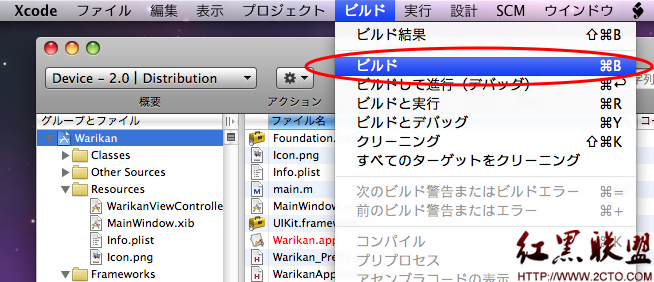 Xcode ファイル 編集 表示 プロジェクト ビルド 実行 設計 SCM ウインドウ
ビルド結果 ⇧⌘B
ビルド ⌘B
ビルドして進行（デバッグ） ⌘↩
ビルドと実行 ⌘R
ビルドとデバッグ ⌘Y
クリーニング ⇧⌘K
すべてのターゲットをクリーニング
次のビルド警告またはビルドエラー ⌘=
前のビルド警告またはエラー ⌘+
コンパイル
プリプロセス
アセンブラコードの表示
Device - 2.0 | Distribution
概要
アクション
字列
グループとファイル
Warikan
Classes
Other Sources
Resources
WarikanViewControlle
MainWindow.xib
Info.plist
Icon.png
Frameworks
ファイル名
コー
Foundation.
Icon.png
Info.plist
main.m
MainWindow
UIKit.framew
Warikan.app
Warikan_Pre
WarikanApp
红黑联盟
HTTP://WWW.2CTO.COM